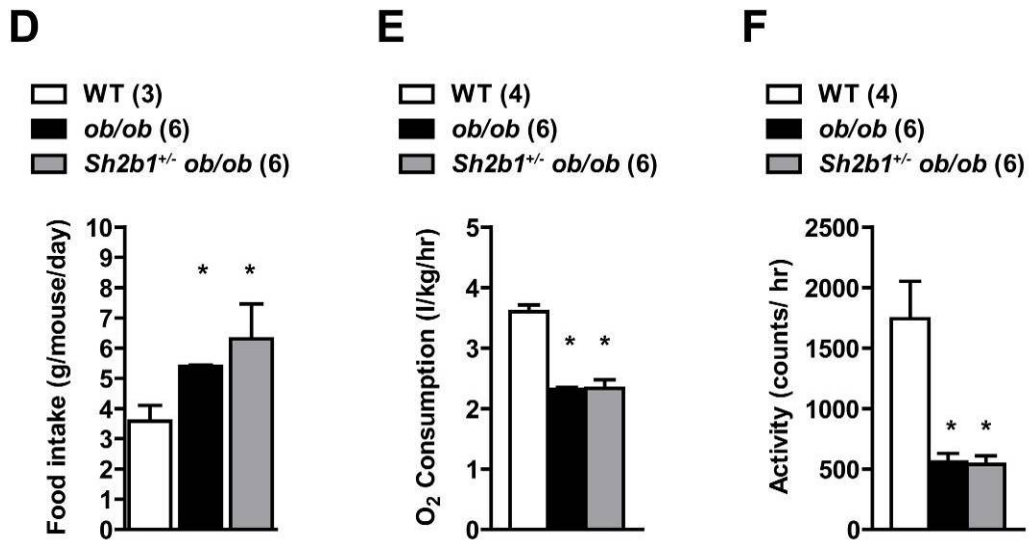 D
WT (3)
ob/ob (6)
Sh2b1+/- ob/ob (6)
Food intake (g/mouse/day)
10
9
8
7
6
5
4
3
2
1
0
*
*
E
WT (4)
ob/ob (6)
Sh2b1+/- ob/ob (6)
O2 Consumption (l/kg/hr)
5
4
3
2
1
0
*
*
F
WT (4)
ob/ob (6)
Sh2b1+/- ob/ob (6)
Activity (counts/ hr)
2500
2000
1500
1000
500
0
*
*